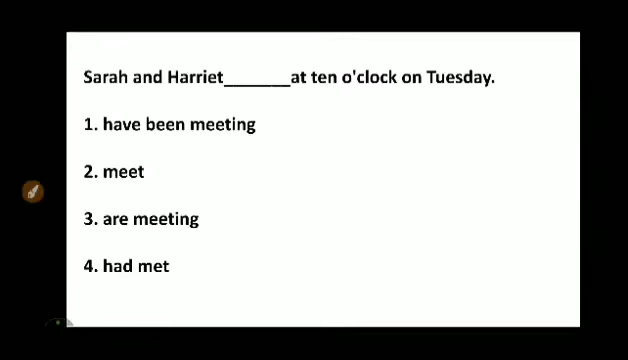 Sarah and Harriet_______at ten o'clock on Tuesday.
1. have been meeting
2. meet
3. are meeting
4. had met